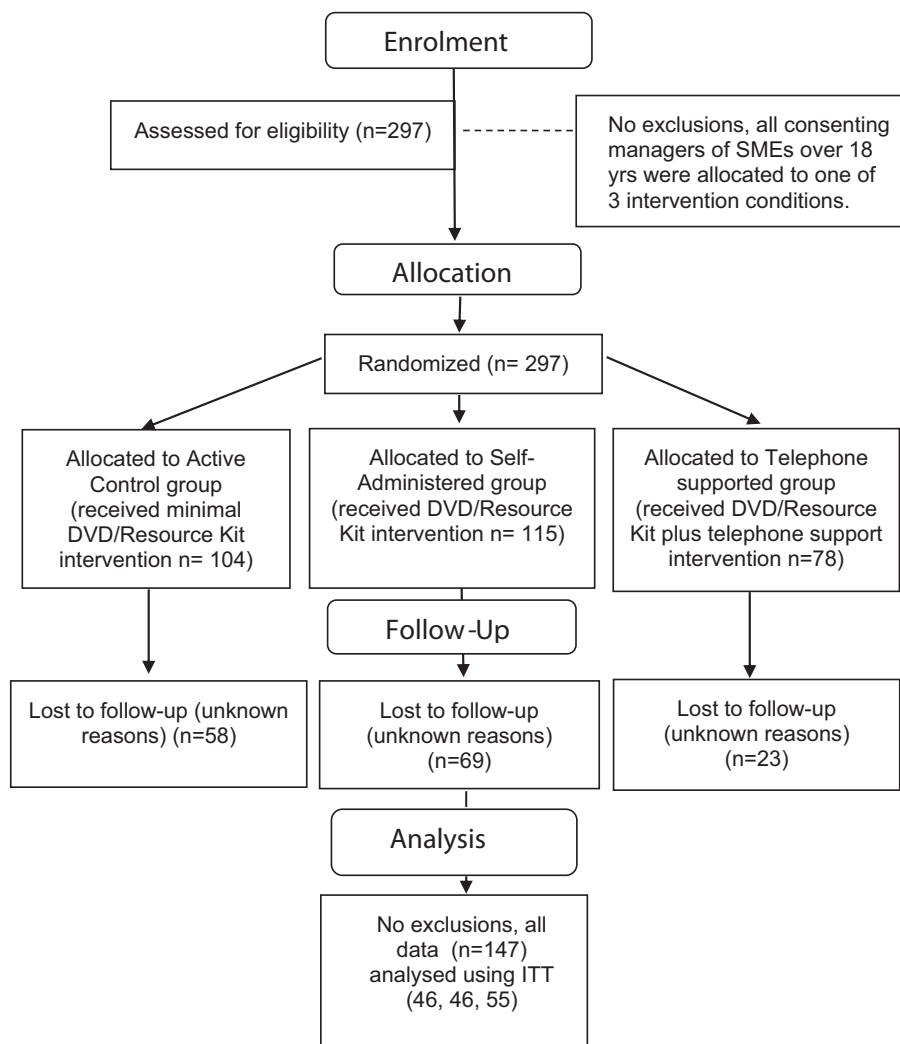 Enrolment
Assessed for eligibility (n=297)
No exclusions, all consenting
managers of SMEs over 18
yrs were allocated to one of
3 intervention conditions.
Allocation
Randomized (n= 297)
Allocated to Active
Control group
(received minimal
DVD/Resource Kit
intervention n= 104)
Allocated to Self-
Administered group
(received DVD/Resource
Kit intervention n= 115)
Allocated to Telephone
supported group
(received DVD/Resource
Kit plus telephone support
intervention n=78)
Follow-Up
Lost to follow-up (unknown
reasons) (n=58)
Lost to follow-up
(unknown reasons)
(n=69)
Lost to follow-up
(unknown reasons)
(n=23)
Analysis
No exclusions, all
data (n=147)
analysed using ITT
(46, 46, 55)